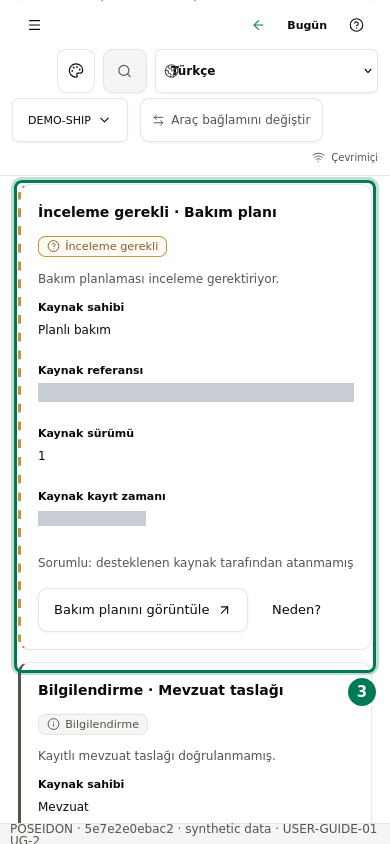 Bugün
Türkçe
DEMO-SHIP
Araç bağlamını değiştir
Çevrimiçi
İnceleme gerekli · Bakım planı
İnceleme gerekli
Bakım planlaması inceleme gerektiriyor.
Kaynak sahibi
Planlı bakım
Kaynak referansı
Kaynak sürümü
1
Kaynak kayıt zamanı
Sorumlu: desteklenen kaynak tarafından atanmamış
Bakım planını görüntüle
Neden?
3
Bilgilendirme · Mevzuat taslağı
Bilgilendirme
Kayıtlı mevzuat taslağı doğrulanmamış.
Kaynak sahibi
Mevzuat
POSEIDON · 5e7e2e0ebac2 · synthetic data · USER-GUIDE-01
UG-2